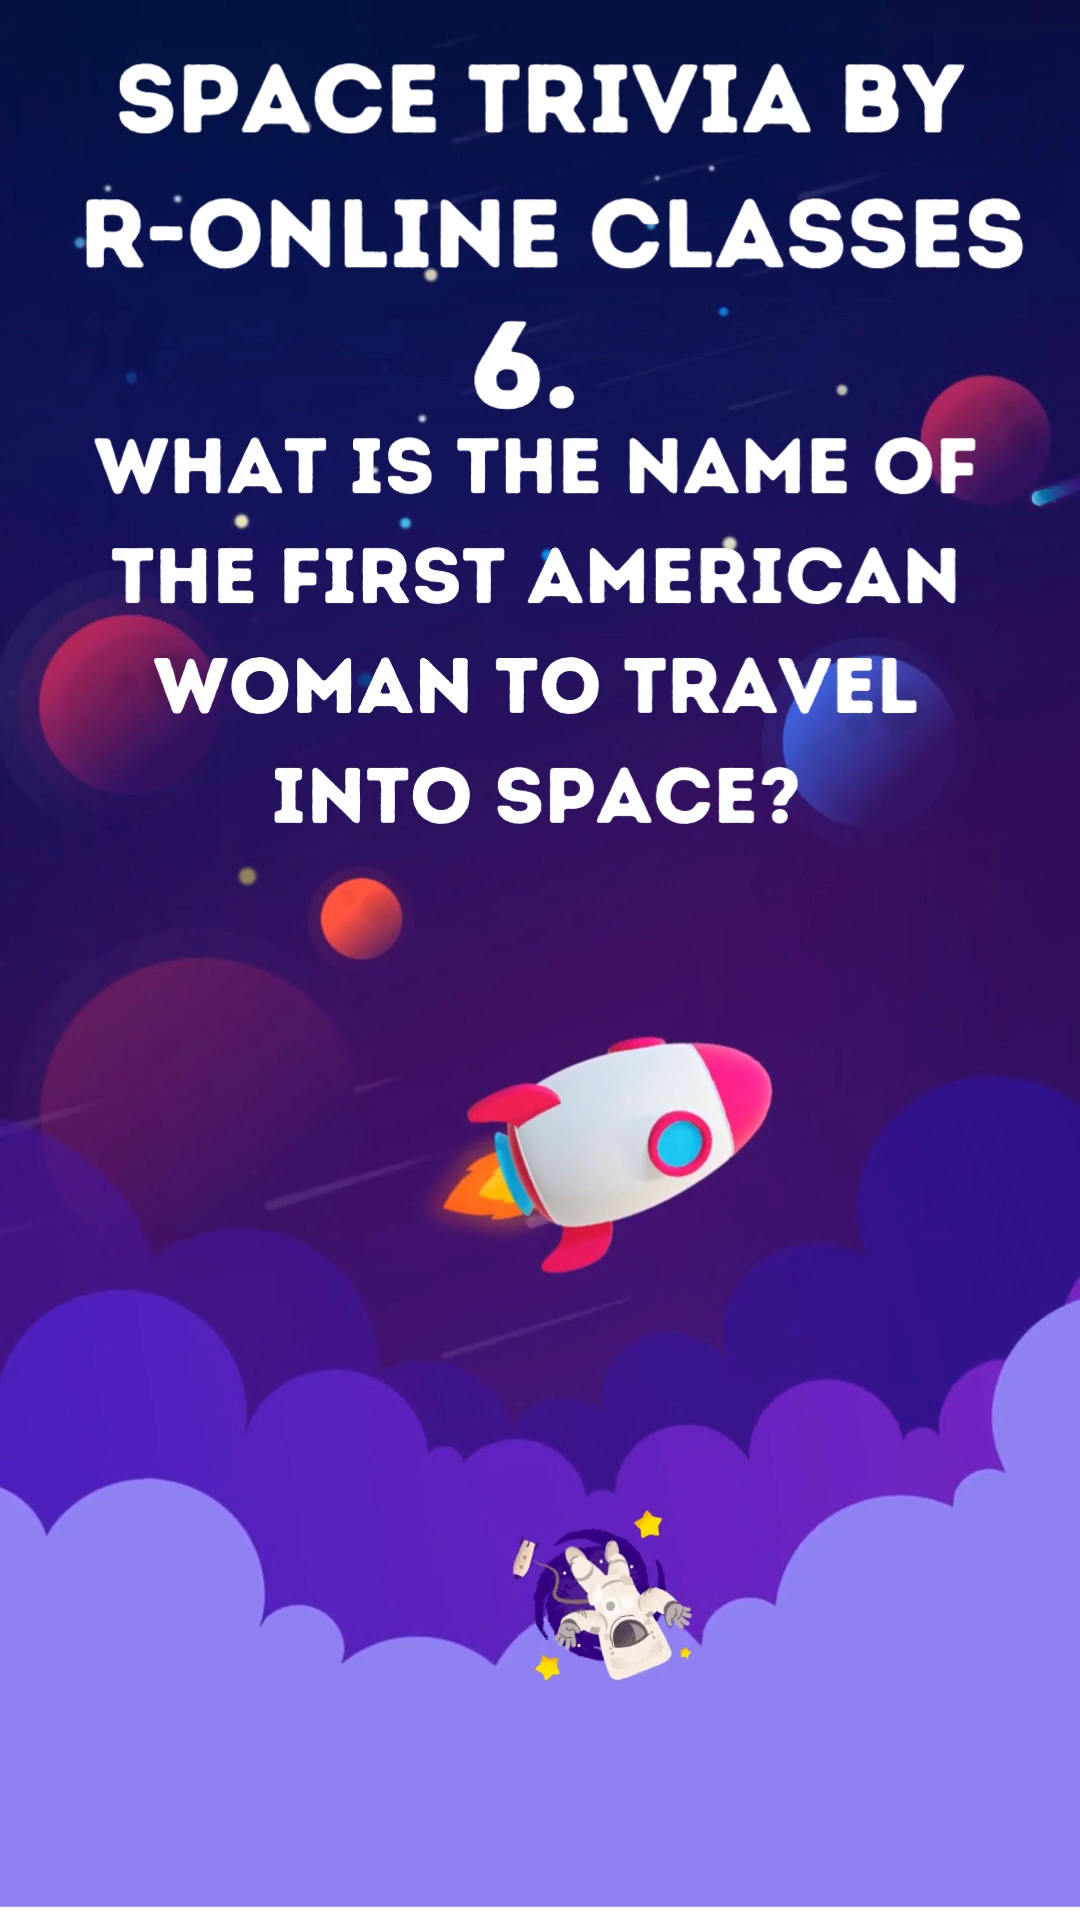 SPACE TRIVIA BY
R-ONLINE CLASSES
6.
WHAT IS THE NAME OF
THE FIRST AMERICAN
WOMAN TO TRAVEL
INTO SPACE?